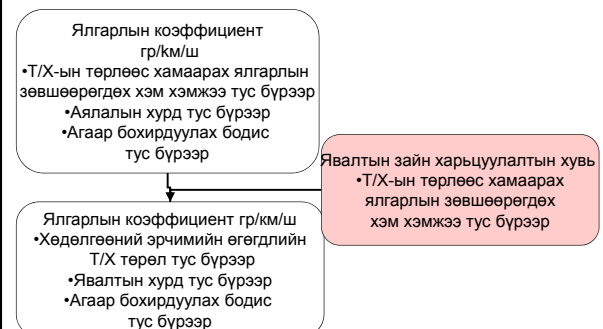 Ялгарлын коэффициент
гр/km/ш
•Т/Х-ын төрлөөс хамаарах ялгарлын
зөвшөөрөгдөх хэм хэмжээ тус бүрээр
•Аялалын хурд тус бүрээр
•Агаар бохирдуулах бодис
тус бүрээр
Явалтын зайн харьцуулалтын хувь
•Т/Х-ын төрлөөс хамаарах
ялгарлын зөвшөөрөгдөх
хэм хэмжээ тус бүрээр
Ялгарлын коэффициент гр/km/ш
•Хөдөлгөөний эрчимийн өгөгдлийн
Т/Х төрөл тус бүрээр
•Явалтын хурд тус бүрээр
•Агаар бохирдуулах бодис
тус бүрээр